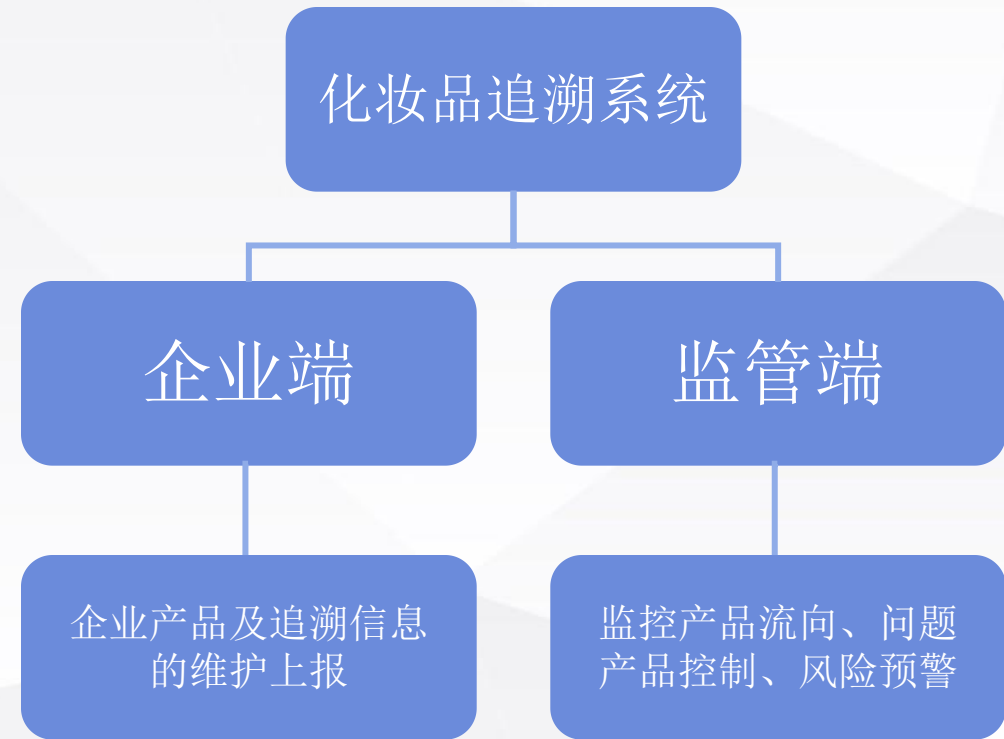 化妆品追溯系统
企业端
监管端
企业产品及追溯信息
的维护上报
监控产品流向、问题
产品控制、风险预警